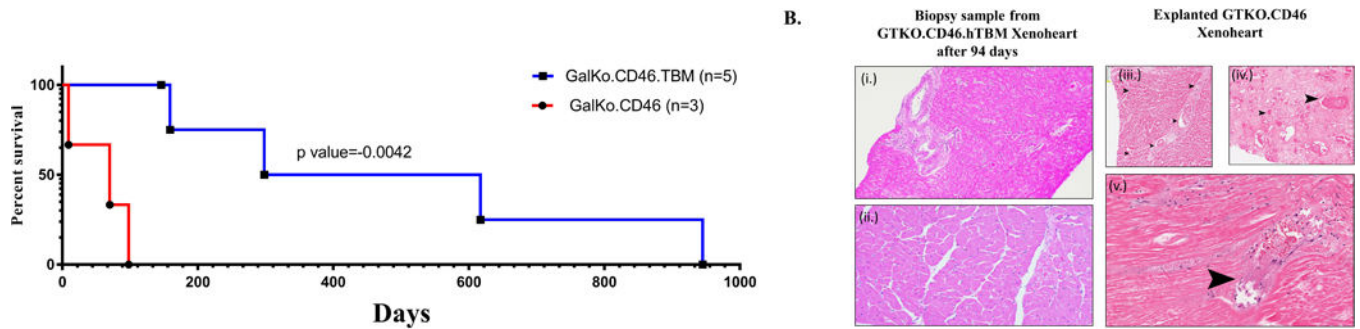 Percent survival
100
50
0
0
200
400
600
800
1000
Days
GalKo.CD46.TBM (n=5)
GalKo.CD46 (n=3)
p value=-0.0042
B.
Biopsy sample from
GTKO.CD46.hTBM Xenoheart
after 94 days
(i.)
(ii.)
Explanted GTKO.CD46
Xenoheart
(iii.)
(iv.)
(v.)